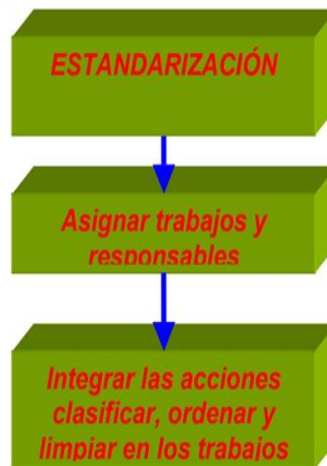 ESTANDARIZACIÓN
Asignar trabajos y
responsables
Integrar las acciones
clasificar, ordenar y
limpiar en los trabajos